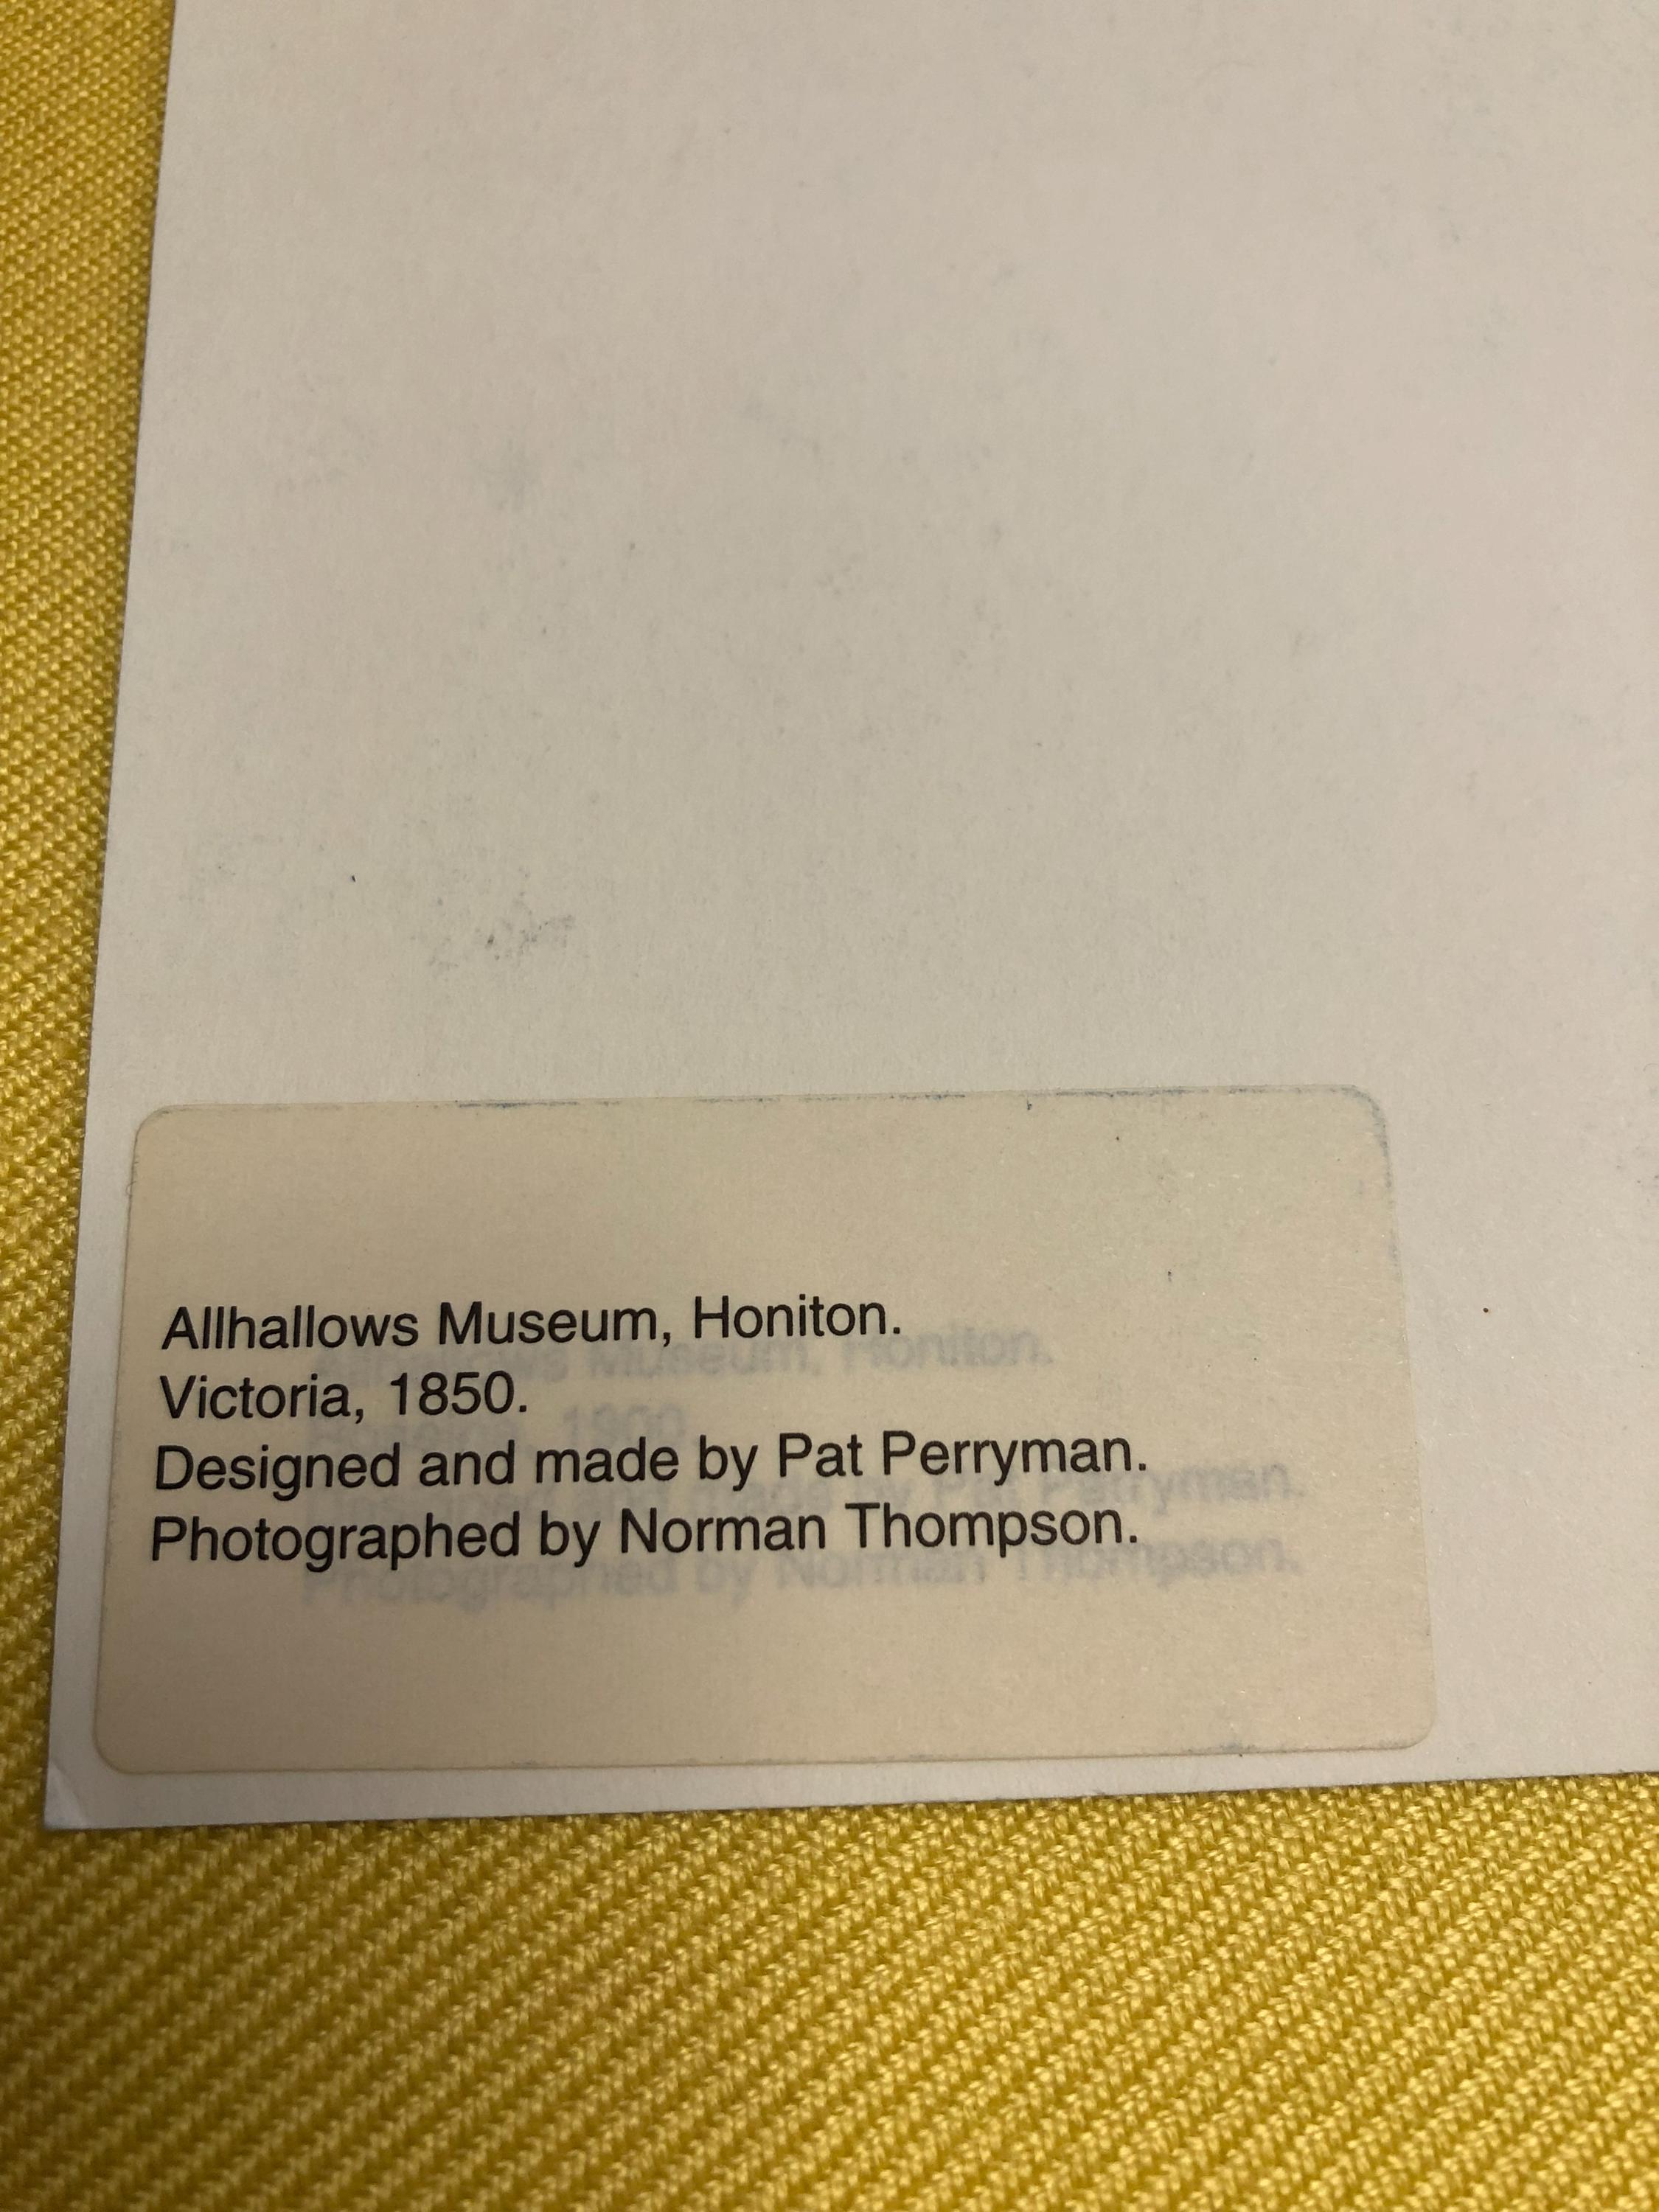 Allhallows Museum, Honiton.
Victoria, 1850.
Designed and made by Pat Perryman.
Photographed by Norman Thompson.